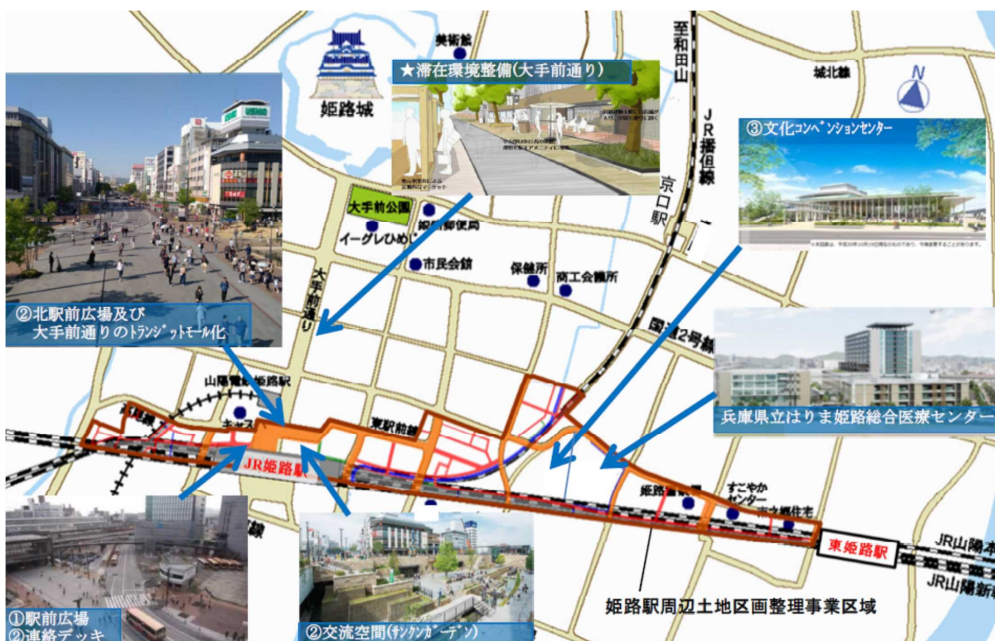 美術館
姫路城
★滞在環境整備(大手前通り)
至和田山
JR播但線
城北線
N
③文化ｺﾝﾍﾞﾝｼｮﾝセンター
京口駅
大手前公園
イーグレひめじ
市民会館
保健所
商工会議所
大手前通り
国道2号線
②北駅前広場及び
大手前通りのﾄﾗﾝｼﾞｯﾄﾓｰﾙ化
兵庫県立はりま姫路総合医療センター
山陽電鉄姫路駅
キャス
東駅前線
JR姫路駅
すこやか
センター
東姫路駅
JR山陽本
JR山陽新
①駅前広場
②連絡デッキ
②交流空間(ｻﾝｸﾝｶﾞｰﾃﾞﾝ)
姫路駅周辺土地区画整理事業区域